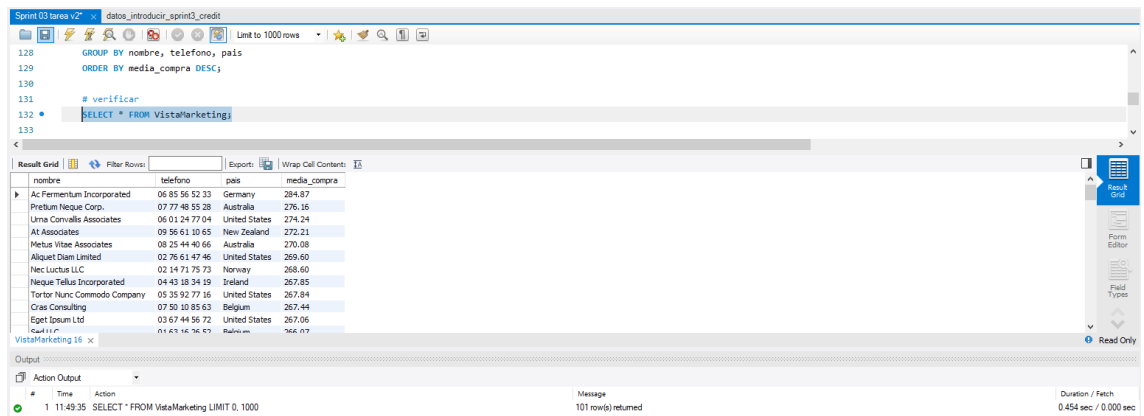 Sprint 03 tarea v2* × datos_introducir_sprint3_credit
Limit to 1000 rows
128 GROUP BY nombre, telefono, pais
129 ORDER BY media_compra DESC;
130
131 # verificar
132 SELECT * FROM VistaMarketing;
133
Result Grid Filter Rows: Export: Wrap Cell Content:
nombre telefono pais media_compra
Ac Fermentum Incorporated 06 85 56 52 33 Germany 284.87
Pretium Neque Corp. 07 77 48 55 28 Australia 276.16
Urna Convallis Associates 06 01 24 77 04 United States 274.24
At Associates 09 56 61 10 65 New Zealand 272.21
Metus Vitae Associates 08 25 44 40 66 Australia 270.08
Aliquet Diam Limited 02 76 61 47 46 United States 269.60
Nec Luctus LLC 02 14 71 75 73 Norway 268.60
Neque Tellus Incorporated 04 43 18 34 19 Ireland 267.85
Tortor Nunc Commodo Company 05 35 92 77 16 United States 267.84
Cras Consulting 07 50 10 85 63 Belgium 267.44
Eget Ipsum Ltd 03 67 44 56 72 United States 267.06
Sed LLC 01 63 16 26 52 Belgium 266.07
Result Grid
Form Editor
Field Types
VistaMarketing 16 × Read Only
Output
Action Output
# Time Action Message Duration / Fetch
1 11:49:35 SELECT * FROM VistaMarketing LIMIT 0, 1000 101 row(s) returned 0.454 sec / 0.000 sec